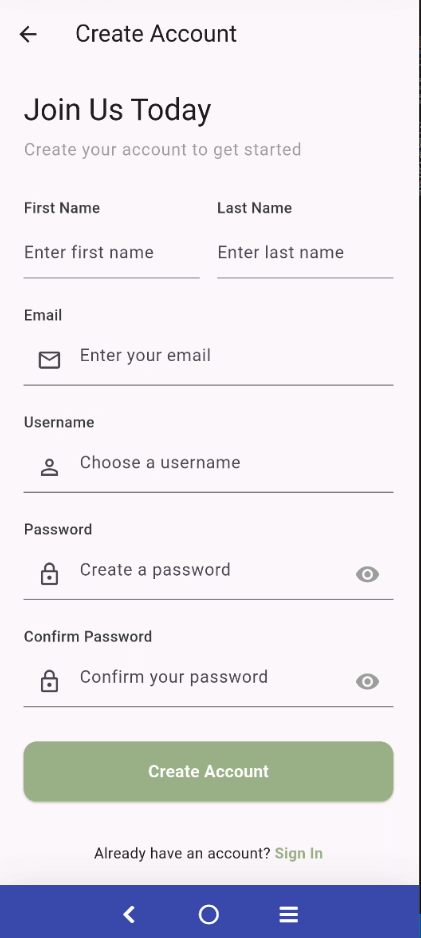 Create Account
Join Us Today
Create your account to get started
First Name Last Name
Enter first name Enter last name
Email
Enter your email
Username
Choose a username
Password
Create a password
Confirm Password
Confirm your password
Create Account
Already have an account? Sign In